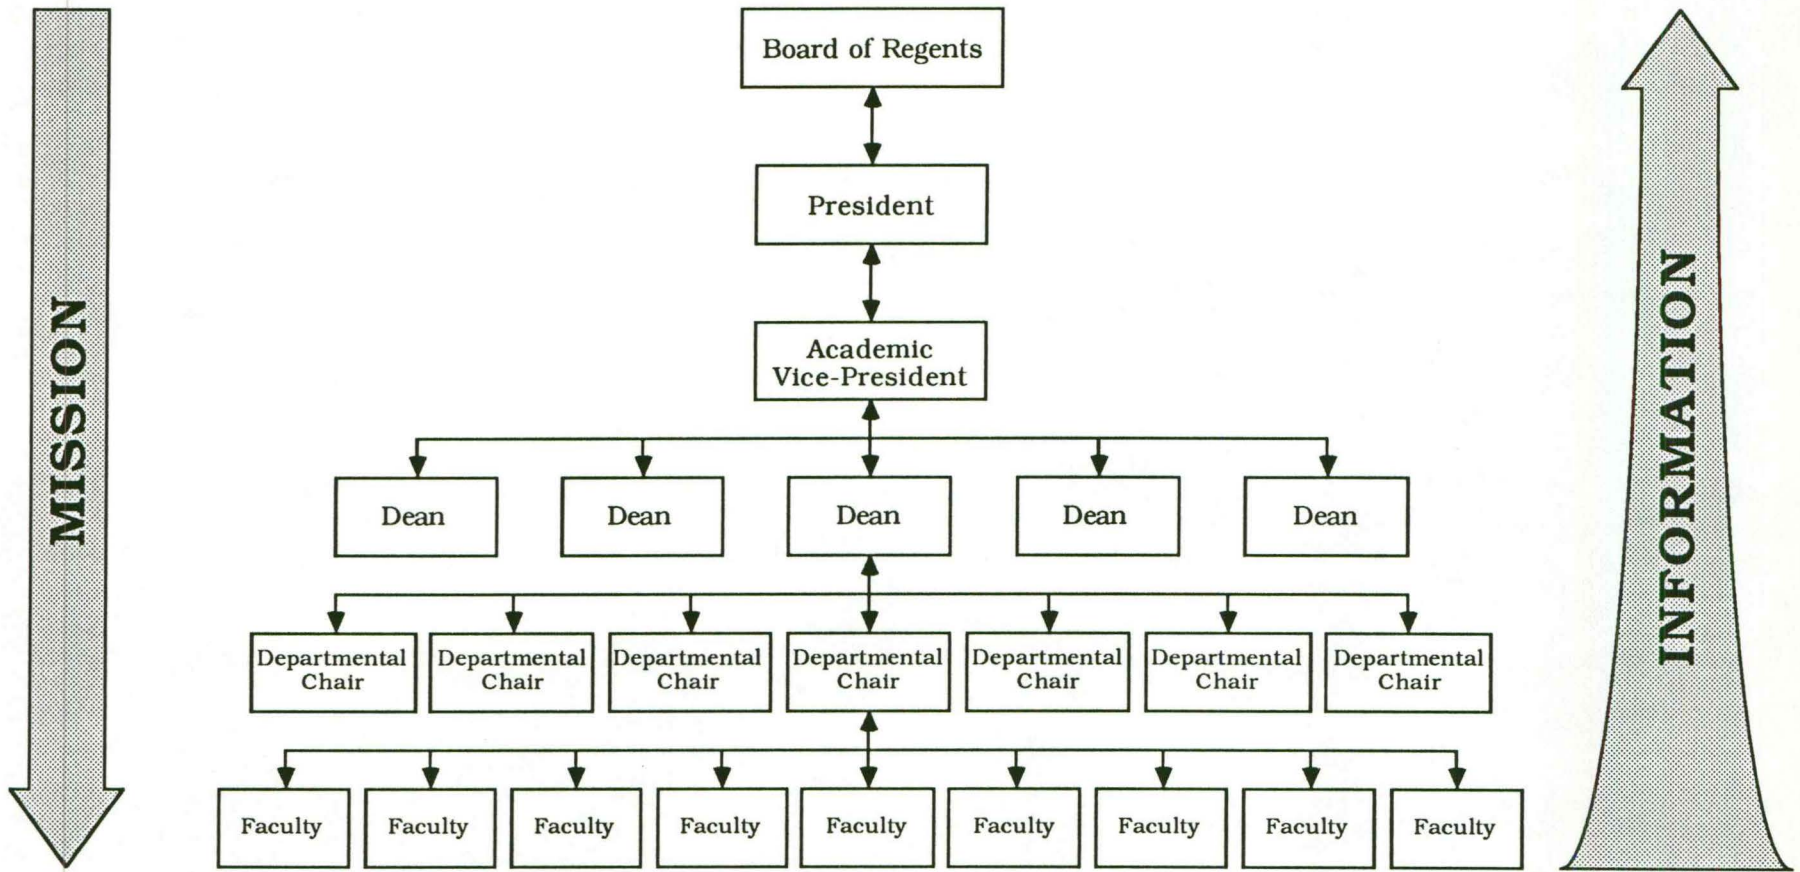 Board of Regents
President
Academic
Vice-President
Dean
Dean
Dean
Dean
Dean
Departmental
Chair
Departmental
Chair
Departmental
Chair
Departmental
Chair
Departmental
Chair
Departmental
Chair
Departmental
Chair
Faculty
Faculty
Faculty
Faculty
Faculty
Faculty
Faculty
Faculty
Faculty
MISSION
INFORMATION